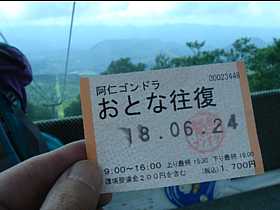 00023448
阿仁ゴンドラ
おとな往復
18.06.24
9:00～16:00 上り最終 15:30 下り最終 16:00
環境整備金200円を含む (税込)1,700円